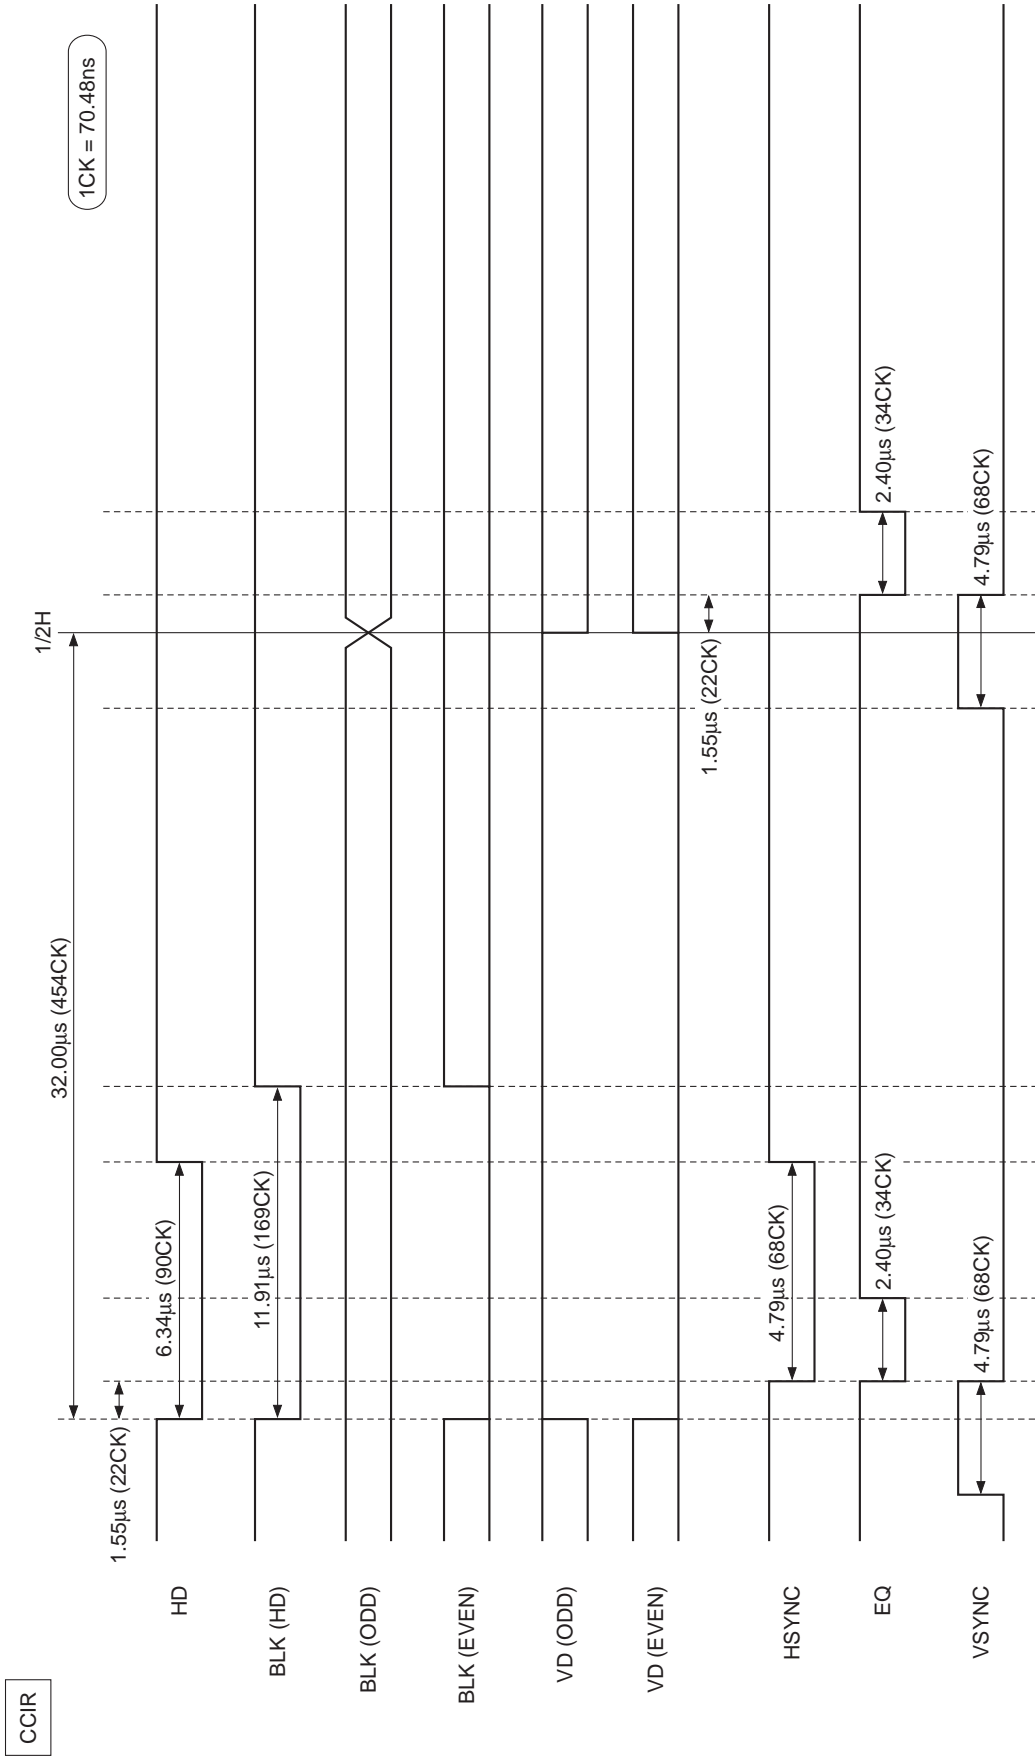 CCIR
1CK = 70.48ns
32.00µs (454CK)
1/2H
1.55µs (22CK)
HD
6.34µs (90CK)
BLK (HD)
11.91µs (169CK)
BLK (ODD)
BLK (EVEN)
VD (ODD)
VD (EVEN)
1.55µs (22CK)
HSYNC
4.79µs (68CK)
EQ
2.40µs (34CK)
2.40µs (34CK)
VSYNC
4.79µs (68CK)
4.79µs (68CK)